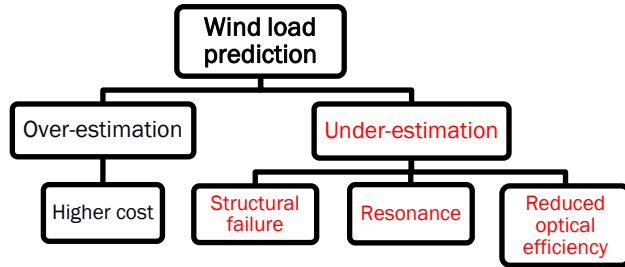 Wind load
prediction
Over-estimation
Under-estimation
Higher cost
Structural
failure
Resonance
Reduced
optical
efficiency